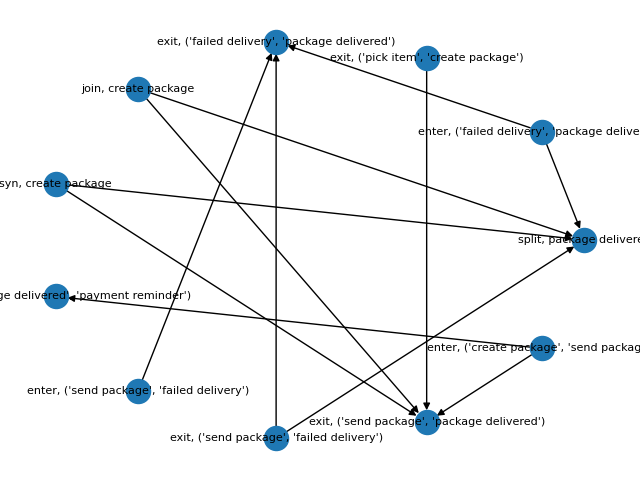 exit, ('failed delivery', 'package delivered')
exit, ('pick item', 'create package')
join, create package
enter, ('failed delivery', 'package delive
syn, create package
split, package delivere
ge delivered', 'payment reminder')
enter, ('create package', 'send packag
enter, ('send package', 'failed delivery')
exit, ('send package', 'package delivered')
exit, ('send package', 'failed delivery')